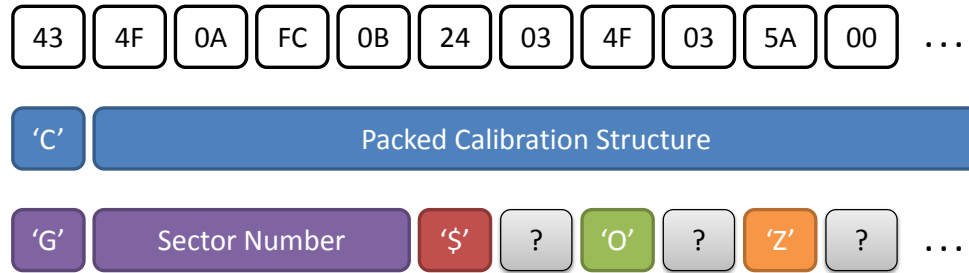 43 4F 0A FC 0B 24 03 4F 03 5A 00 ...
‘C’ Packed Calibration Structure
‘G’ Sector Number ‘$’ ? ‘O’ ? ‘Z’ ? ...